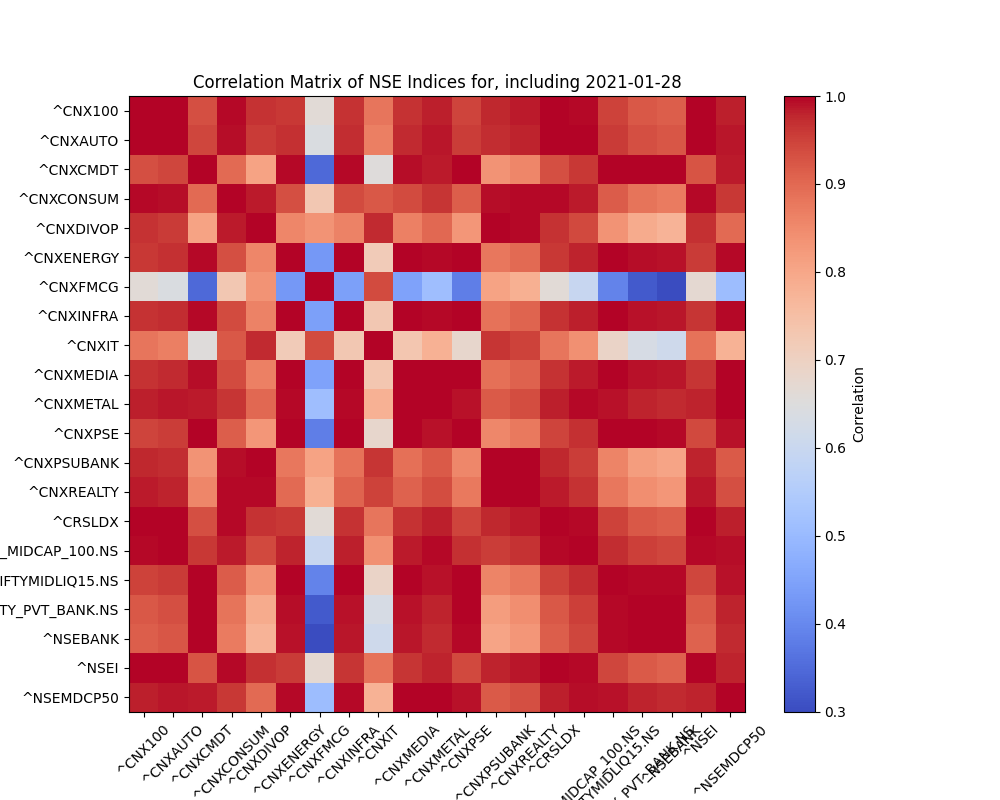 Correlation Matrix of NSE Indices for, including 2021-01-28
^CNX100
^CNXAUTO
^CNXCMDT
^CNXCONSUM
^CNXDIVOP
^CNXENERGY
^CNXFMCG
^CNXINFRA
^CNXIT
^CNXMEDIA
^CNXMETAL
^CNXPSE
^CNXPSUBANK
^CNXREALTY
^CRSLDX
_MIDCAP_100.NS
IFTYMIDLIQ15.NS
TY_PVT_BANK.NS
^NSEBANK
^NSEI
^NSEMDCP50
^CNX100
^CNXAUTO
^CNXCMDT
^CNXCONSUM
^CNXDIVOP
^CNXENERGY
^CNXFMCG
^CNXINFRA
^CNXIT
^CNXMEDIA
^CNXMETAL
^CNXPSE
^CNXPSUBANK
^CNXREALTY
^CRSLDX
MIDCAP_100.NS
TYMIDLIQ15.NS
_PVT_BANK.NS
^NSEBANK
^NSEI
^NSEMDCP50
1.0
0.9
0.8
0.7
0.6
0.5
0.4
0.3
Correlation